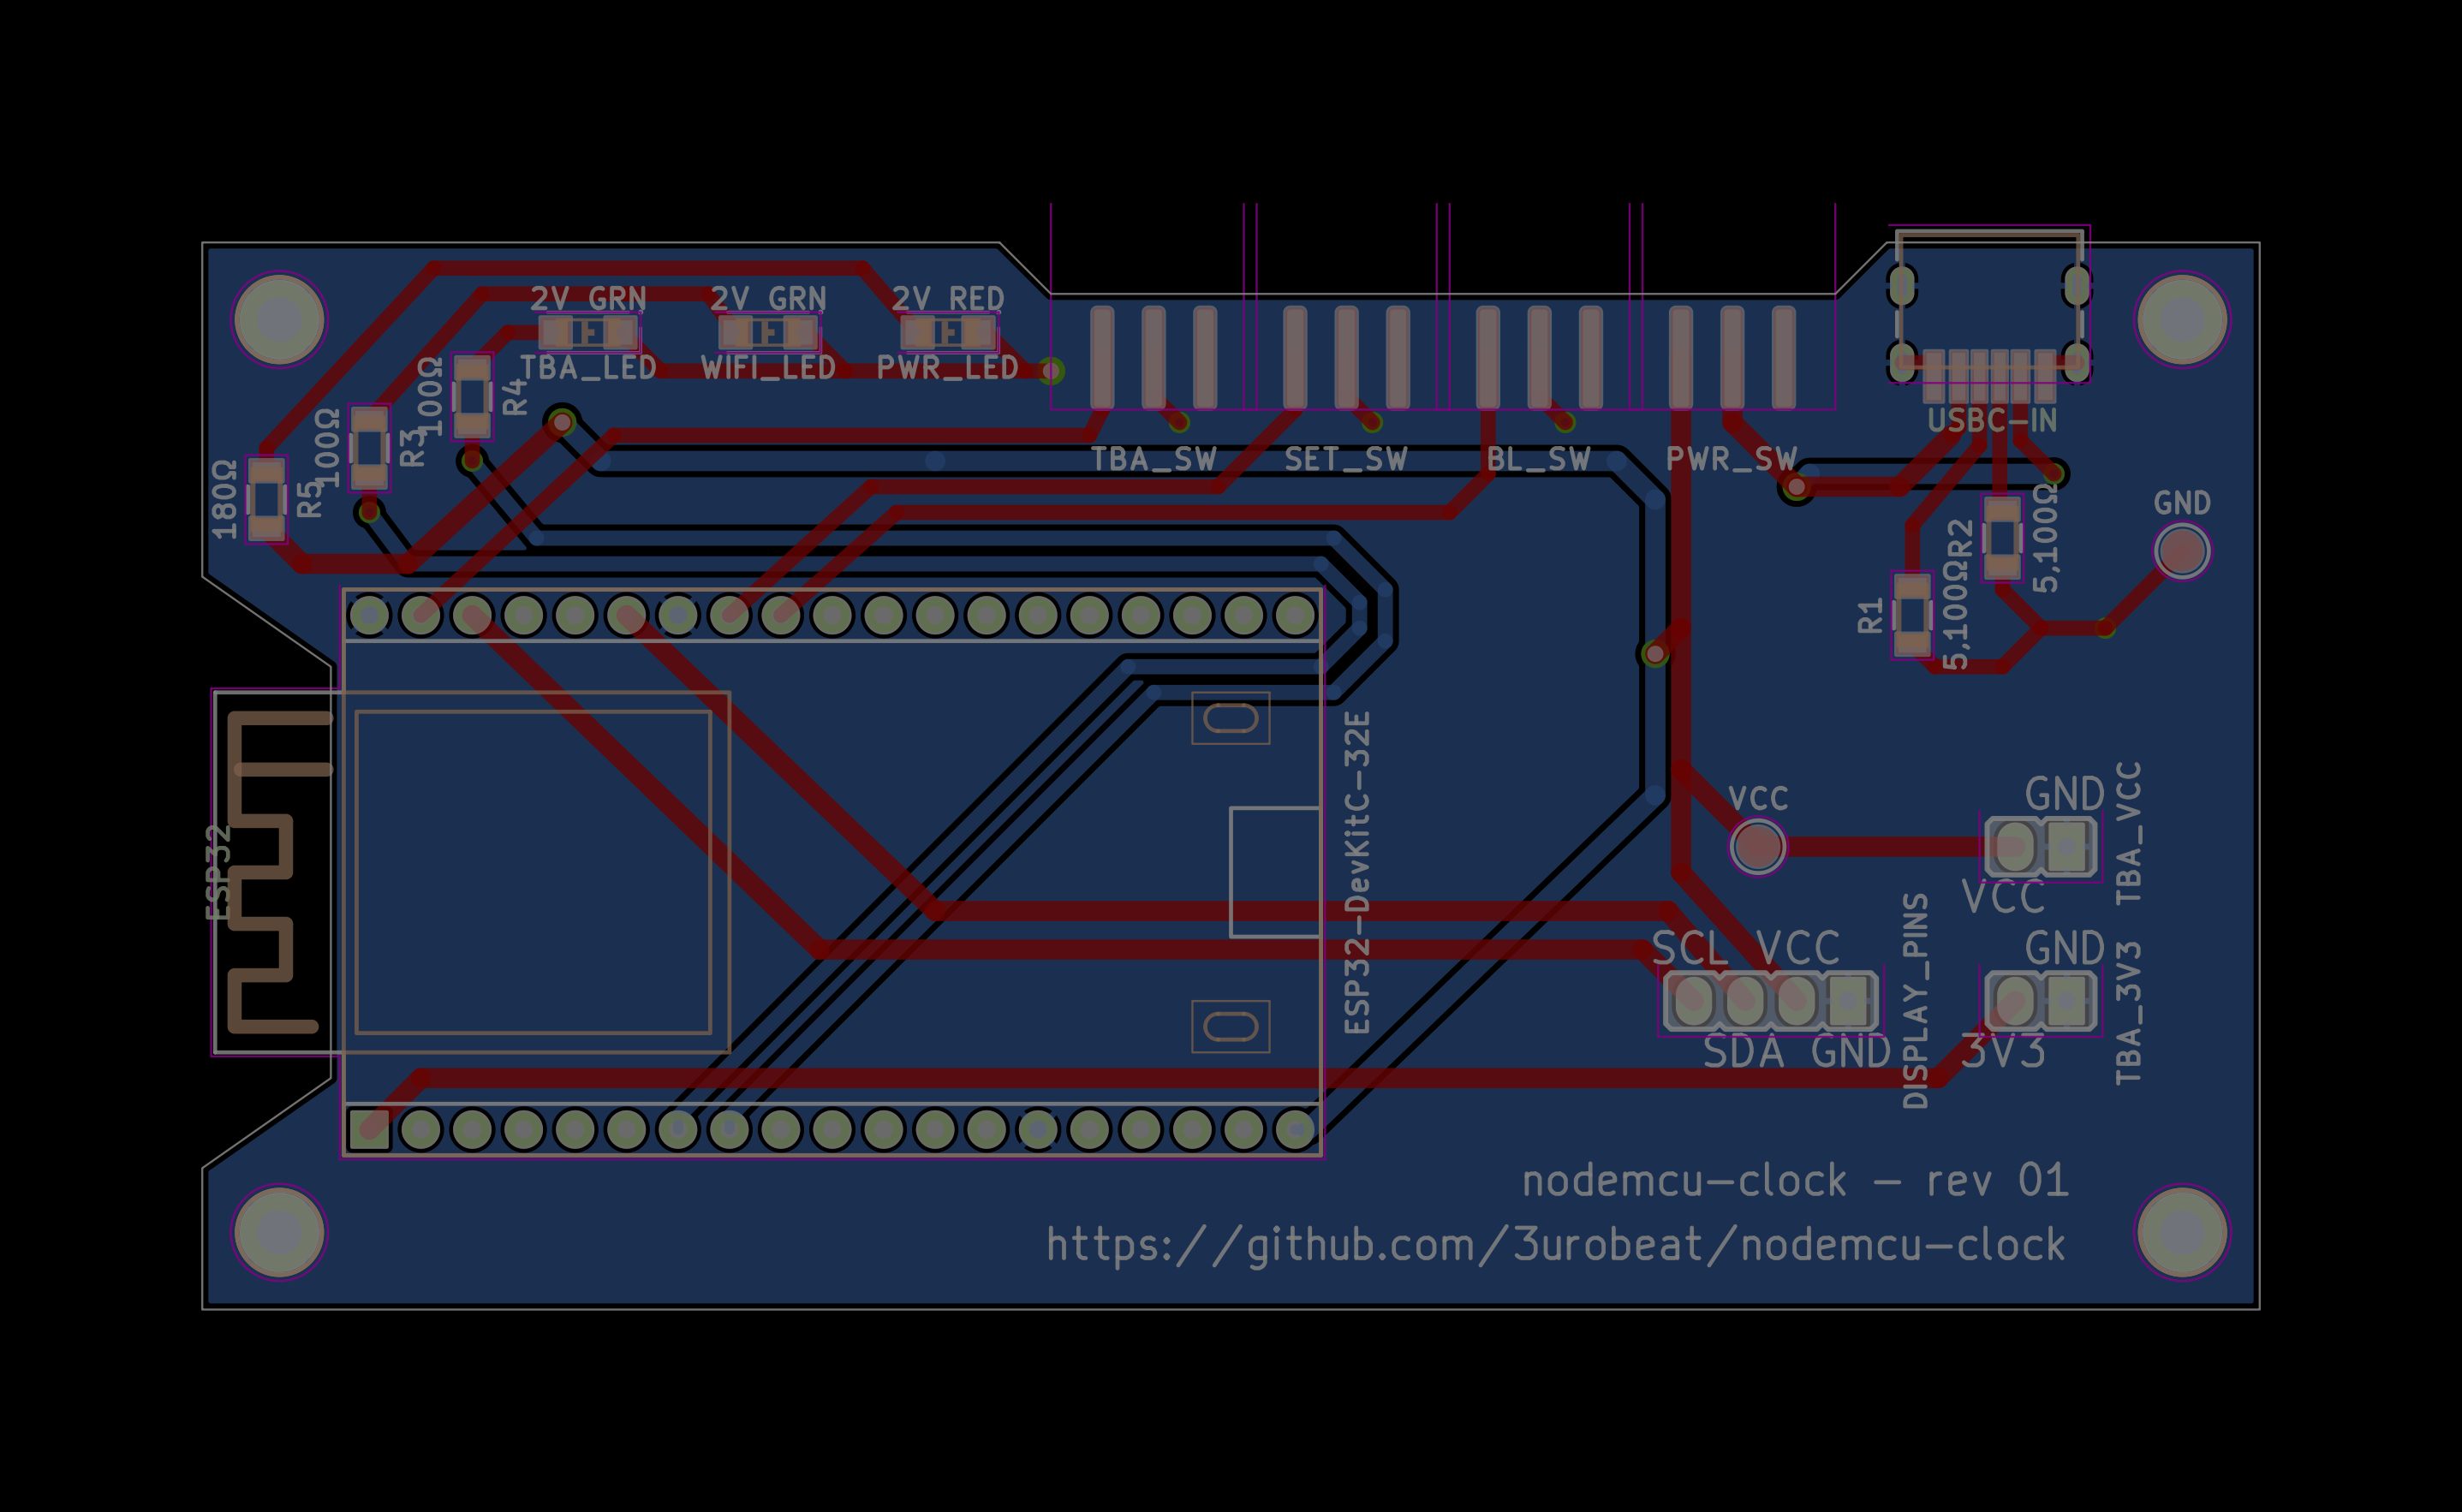 2V GRN
2V GRN
2V RED
TBA_LED
WIFI_LED
PWR_LED
100Ω
R4
100Ω
R3
180Ω
R5
TBA_SW
SET_SW
BL_SW
PWR_SW
USBC-IN
GND
R2
5,100Ω
R1
5,100Ω
ESP32
ESP32-DevKitC-32E
VCC
GND
VCC
TBA_VCC
SCL VCC
SDA GND
DISPLAY_PINS
GND
3V3
TBA_3V3
nodemcu-clock - rev 01
https://github.com/3urobeat/nodemcu-clock